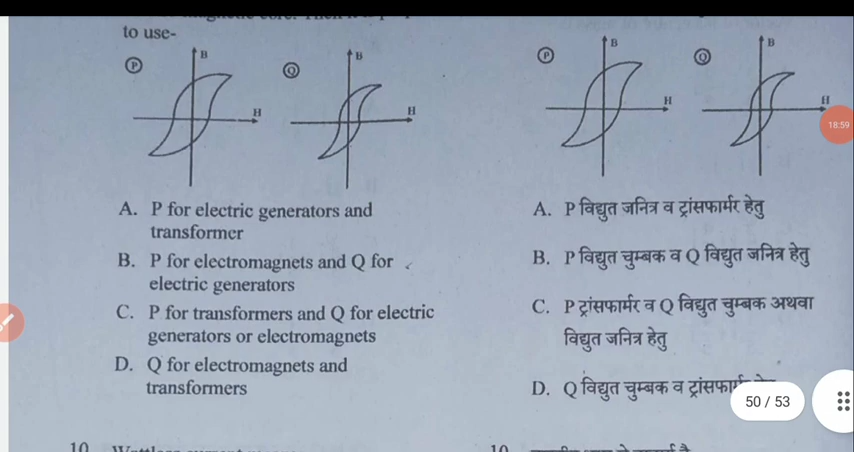 to use-
P
B
H
Q
B
H
A. P for electric generators and
transformer
B. P for electromagnets and Q for
electric generators
C. P for transformers and Q for electric
generators or electromagnets
D. Q for electromagnets and
transformers
10
P
B
H
Q
B
H
18:59
A. P विद्युत जनित्र व ट्रांसफार्मर हेतु
B. P विद्युत चुम्बक व Q विद्युत जनित्र हेतु
C. P ट्रांसफार्मर व Q विद्युत चुम्बक अथवा
विद्युत जनित्र हेतु
D. Q विद्युत चुम्बक व
50 / 53
10